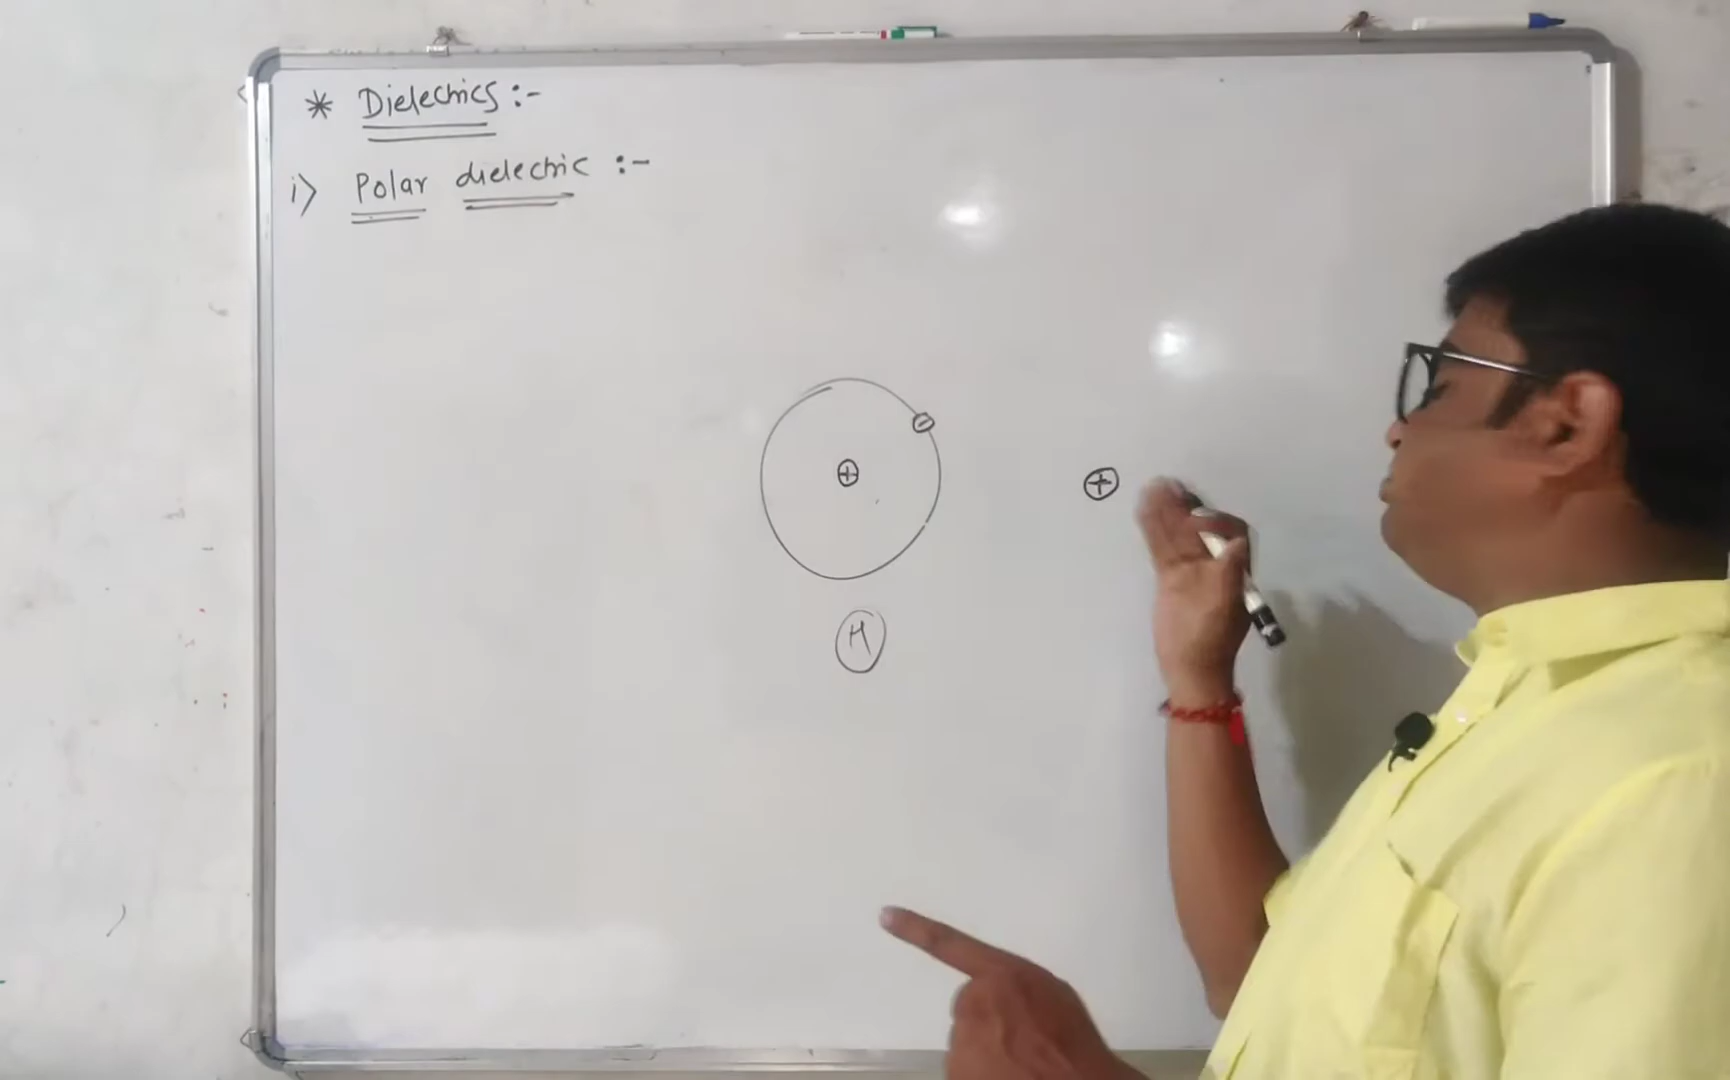 * Dielectrics :-
i) Polar dielectric :-
-
+
+
H